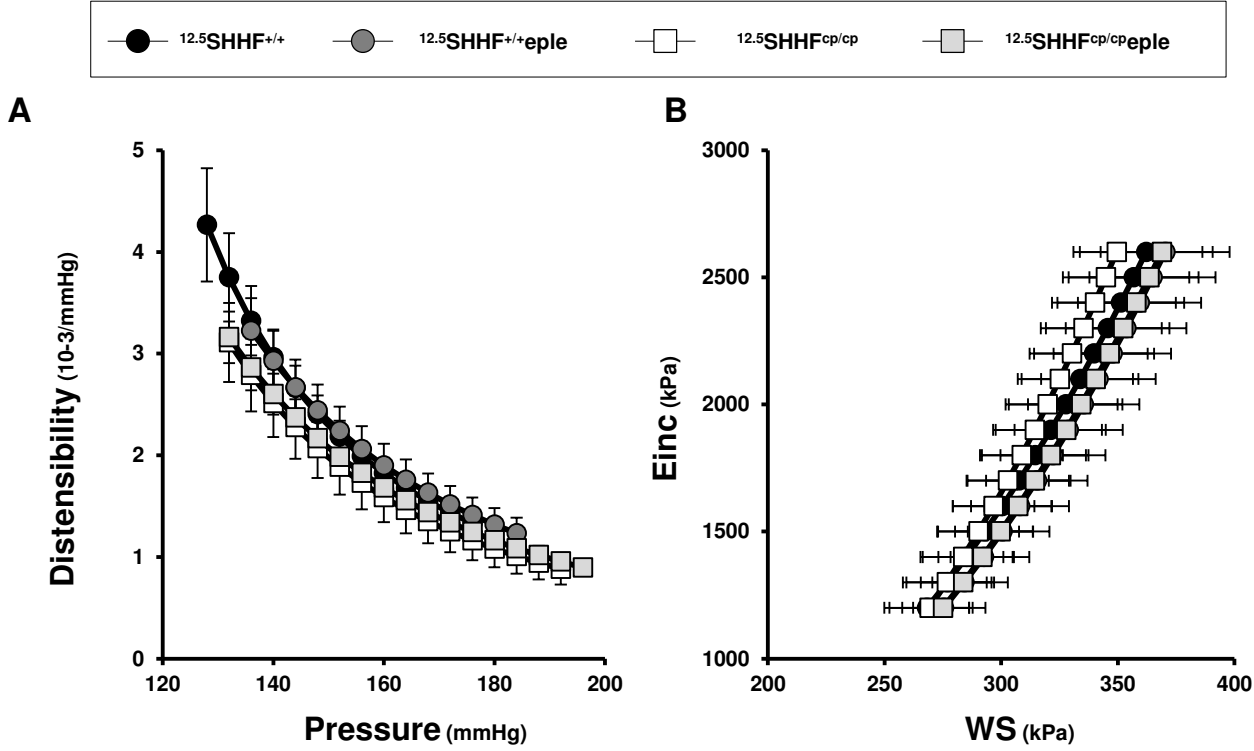 12.5SHHF+/+ 12.5SHHF+/+eple 12.5SHHFcp/cp 12.5SHHFcp/cpeple
A
B
5
4
3
2
1
0
120 140 160 180 200
Distensibility (10-3/mmHg)
Pressure (mmHg)
3000
2500
2000
1500
1000
200 250 300 350 400
Einc (kPa)
WS (kPa)